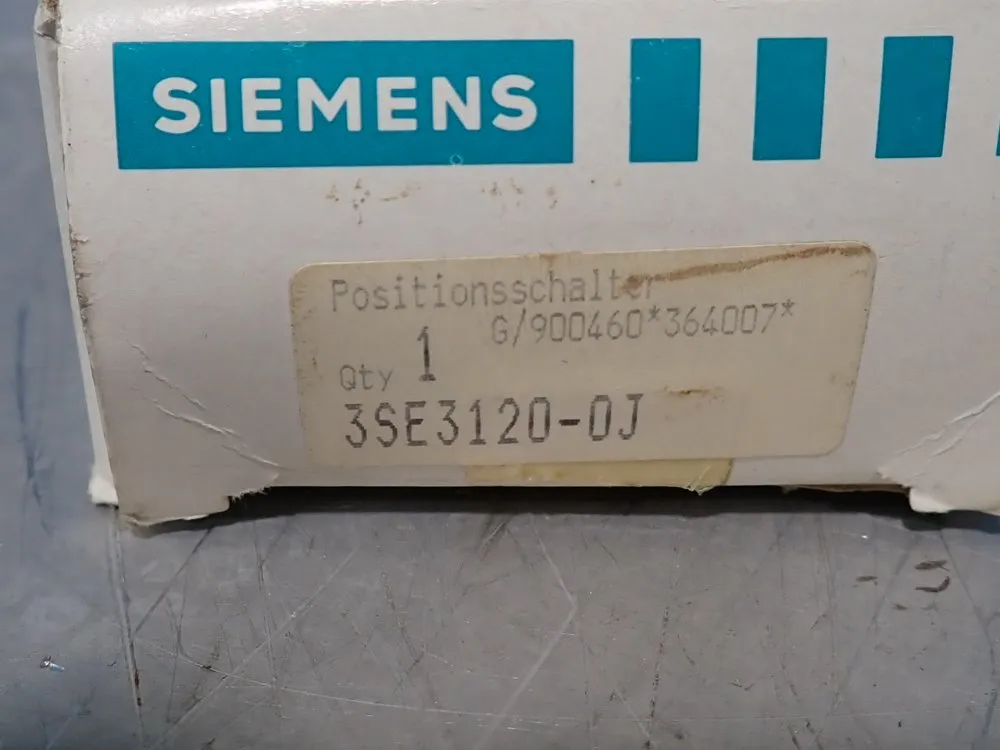 SIEMENS
Positionsschalter
G/900460*364007*
Qty 1
3SE3120-0J